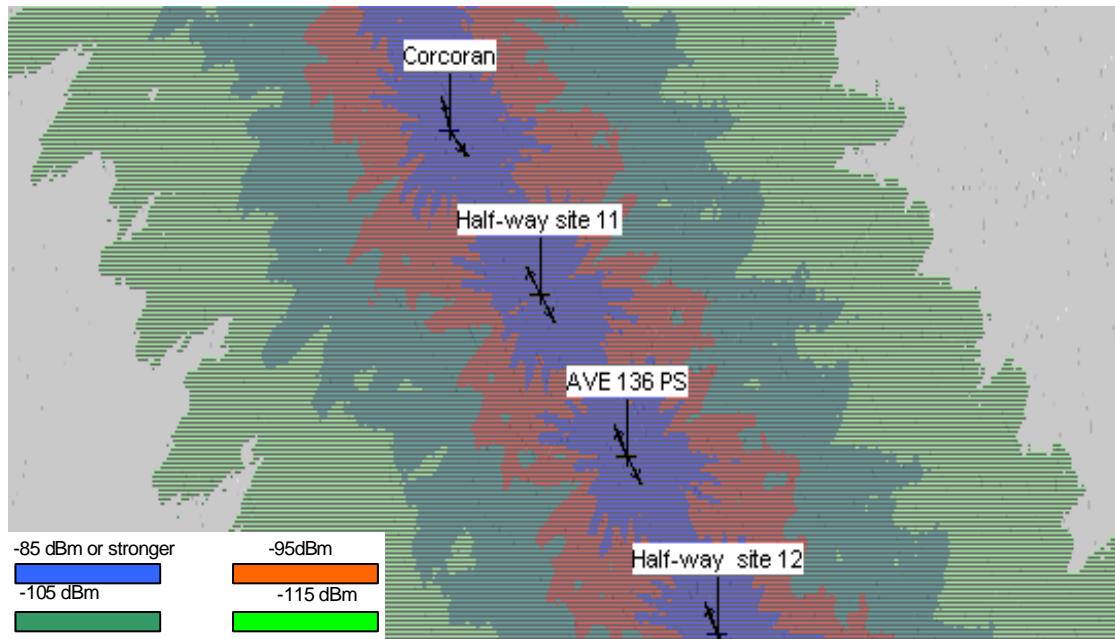 Corcoran
Half-way site 11
AVE 136 PS
Half-way  site 12
-85 dBm or stronger
-95dBm
-105 dBm
-115 dBm